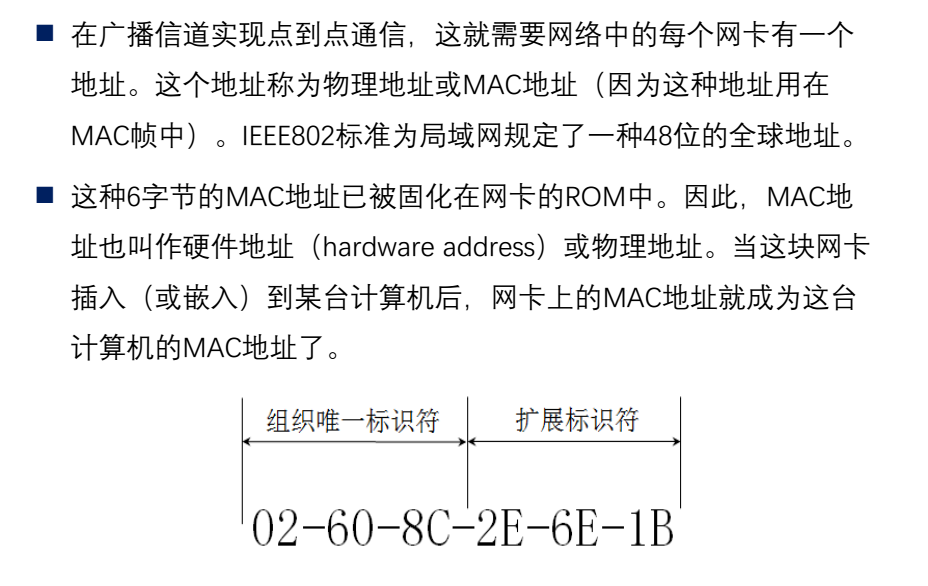 ■ 在广播信道实现点到点通信，这就需要网络中的每个网卡有一个
地址。这个地址称为物理地址或MAC地址（因为这种地址用在
MAC帧中）。IEEE802标准为局域网规定了一种48位的全球地址。
■ 这种6字节的MAC地址已被固化在网卡的ROM中。因此，MAC地
址也叫作硬件地址（hardware address）或物理地址。当这块网卡
插入（或嵌入）到某台计算机后，网卡上的MAC地址就成为这台
计算机的MAC地址了。
组织唯一标识符 扩展标识符
02-60-8C-2E-6E-1B